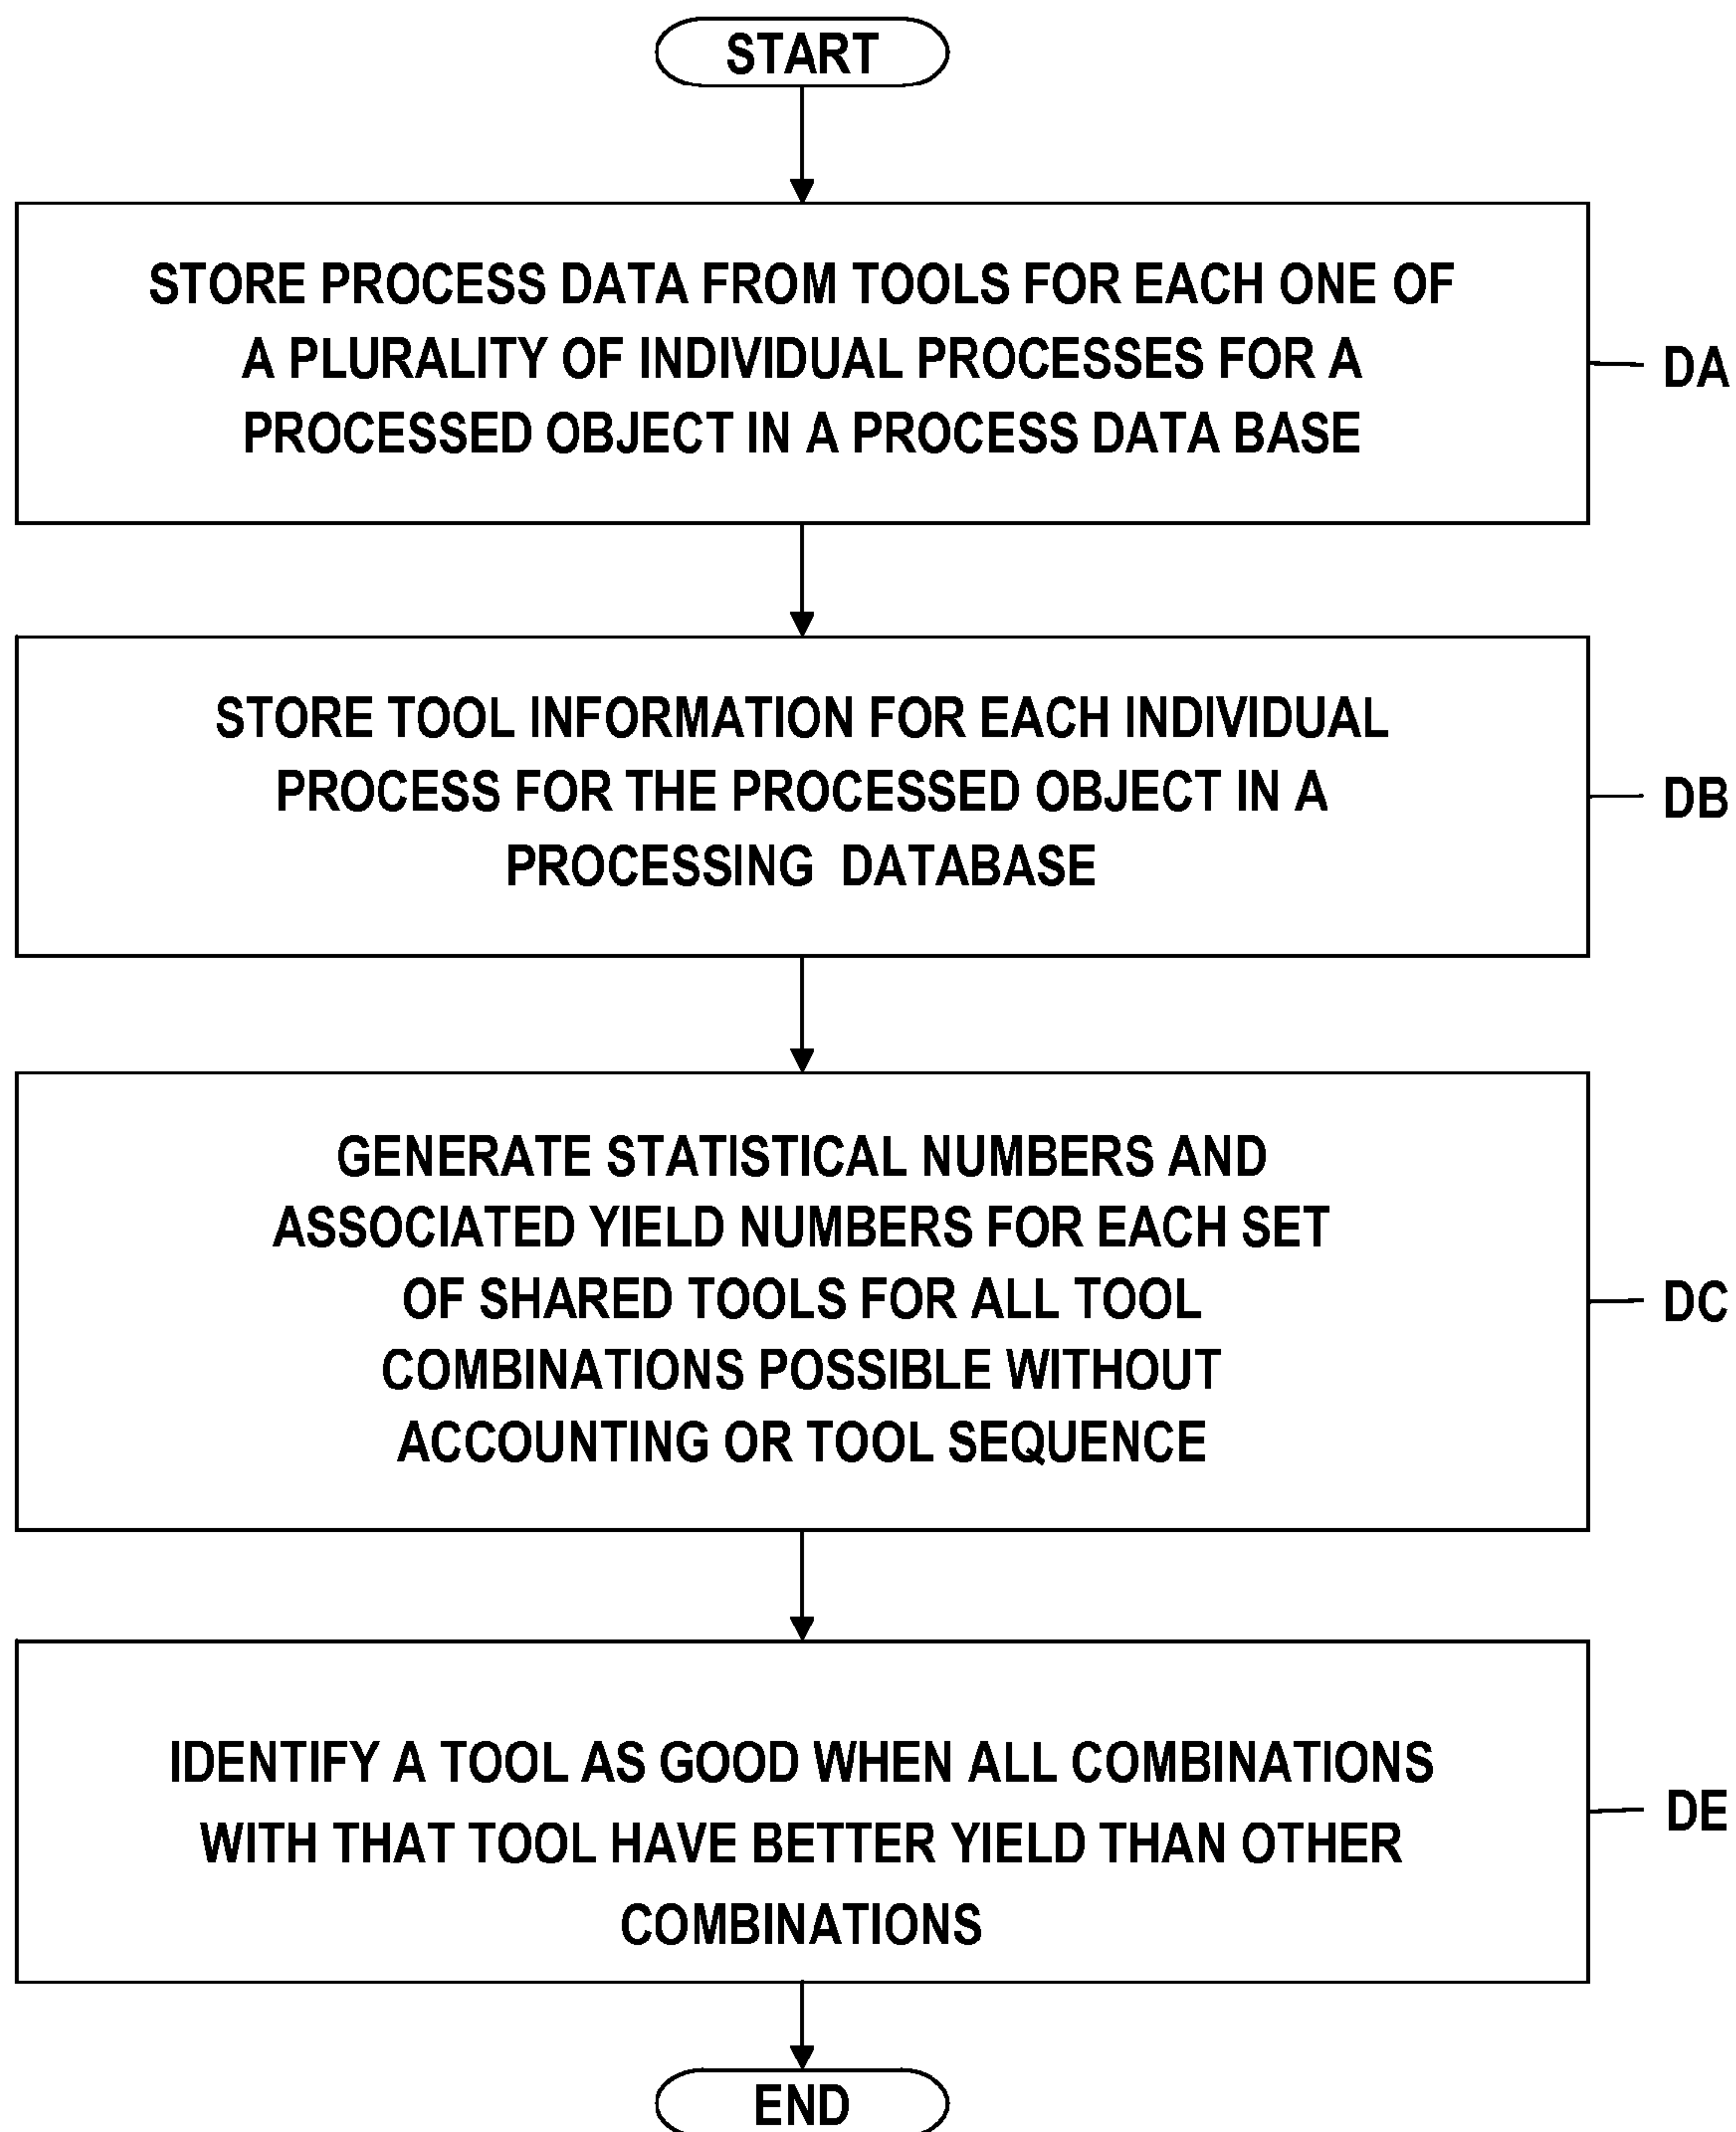 START
STORE PROCESS DATA FROM TOOLS FOR EACH ONE OF
A PLURALITY OF INDIVIDUAL PROCESSES FOR A
PROCESSED OBJECT IN A PROCESS DATA BASE
DA
STORE TOOL INFORMATION FOR EACH INDIVIDUAL
PROCESS FOR THE PROCESSED OBJECT IN A
PROCESSING DATABASE
DB
GENERATE STATISTICAL NUMBERS AND
ASSOCIATED YIELD NUMBERS FOR EACH SET
OF SHARED TOOLS FOR ALL TOOL
COMBINATIONS POSSIBLE WITHOUT
ACCOUNTING OR TOOL SEQUENCE
DC
IDENTIFY A TOOL AS GOOD WHEN ALL COMBINATIONS
WITH THAT TOOL HAVE BETTER YIELD THAN OTHER
COMBINATIONS
DE
END